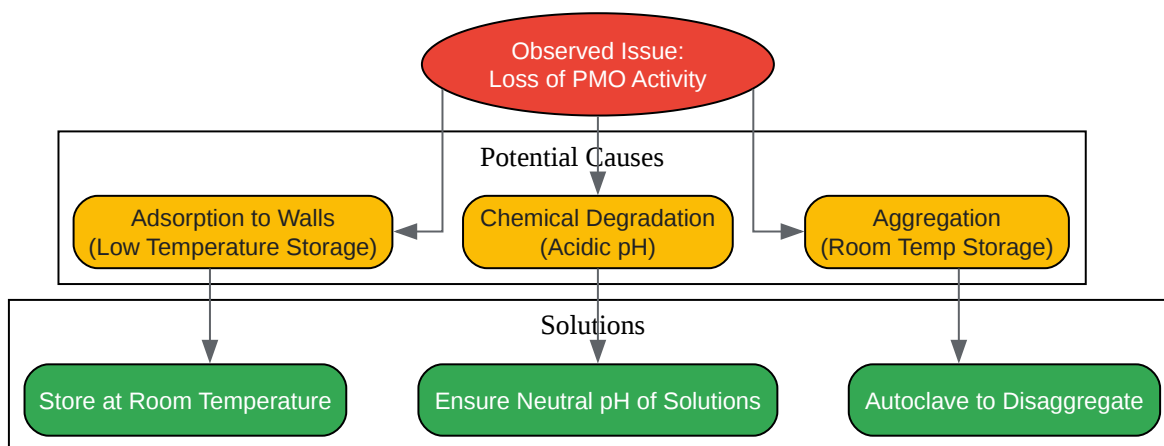 Observed Issue:
Loss of PMO Activity
Potential Causes
Adsorption to Walls
(Low Temperature Storage)
Chemical Degradation
(Acidic pH)
Aggregation
(Room Temp Storage)
Solutions
Store at Room Temperature
Ensure Neutral pH of Solutions
Autoclave to Disaggregate